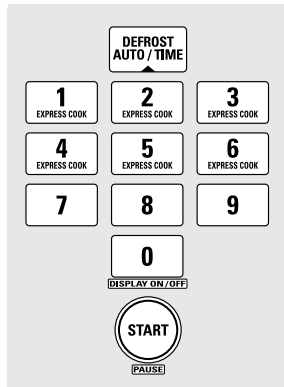 DEFROST
AUTO / TIME
1 2 3
EXPRESS COOK EXPRESS COOK EXPRESS COOK
4 5 6
EXPRESS COOK EXPRESS COOK EXPRESS COOK
7 8 9
0
DISPLAY ON/OFF
START
PAUSE